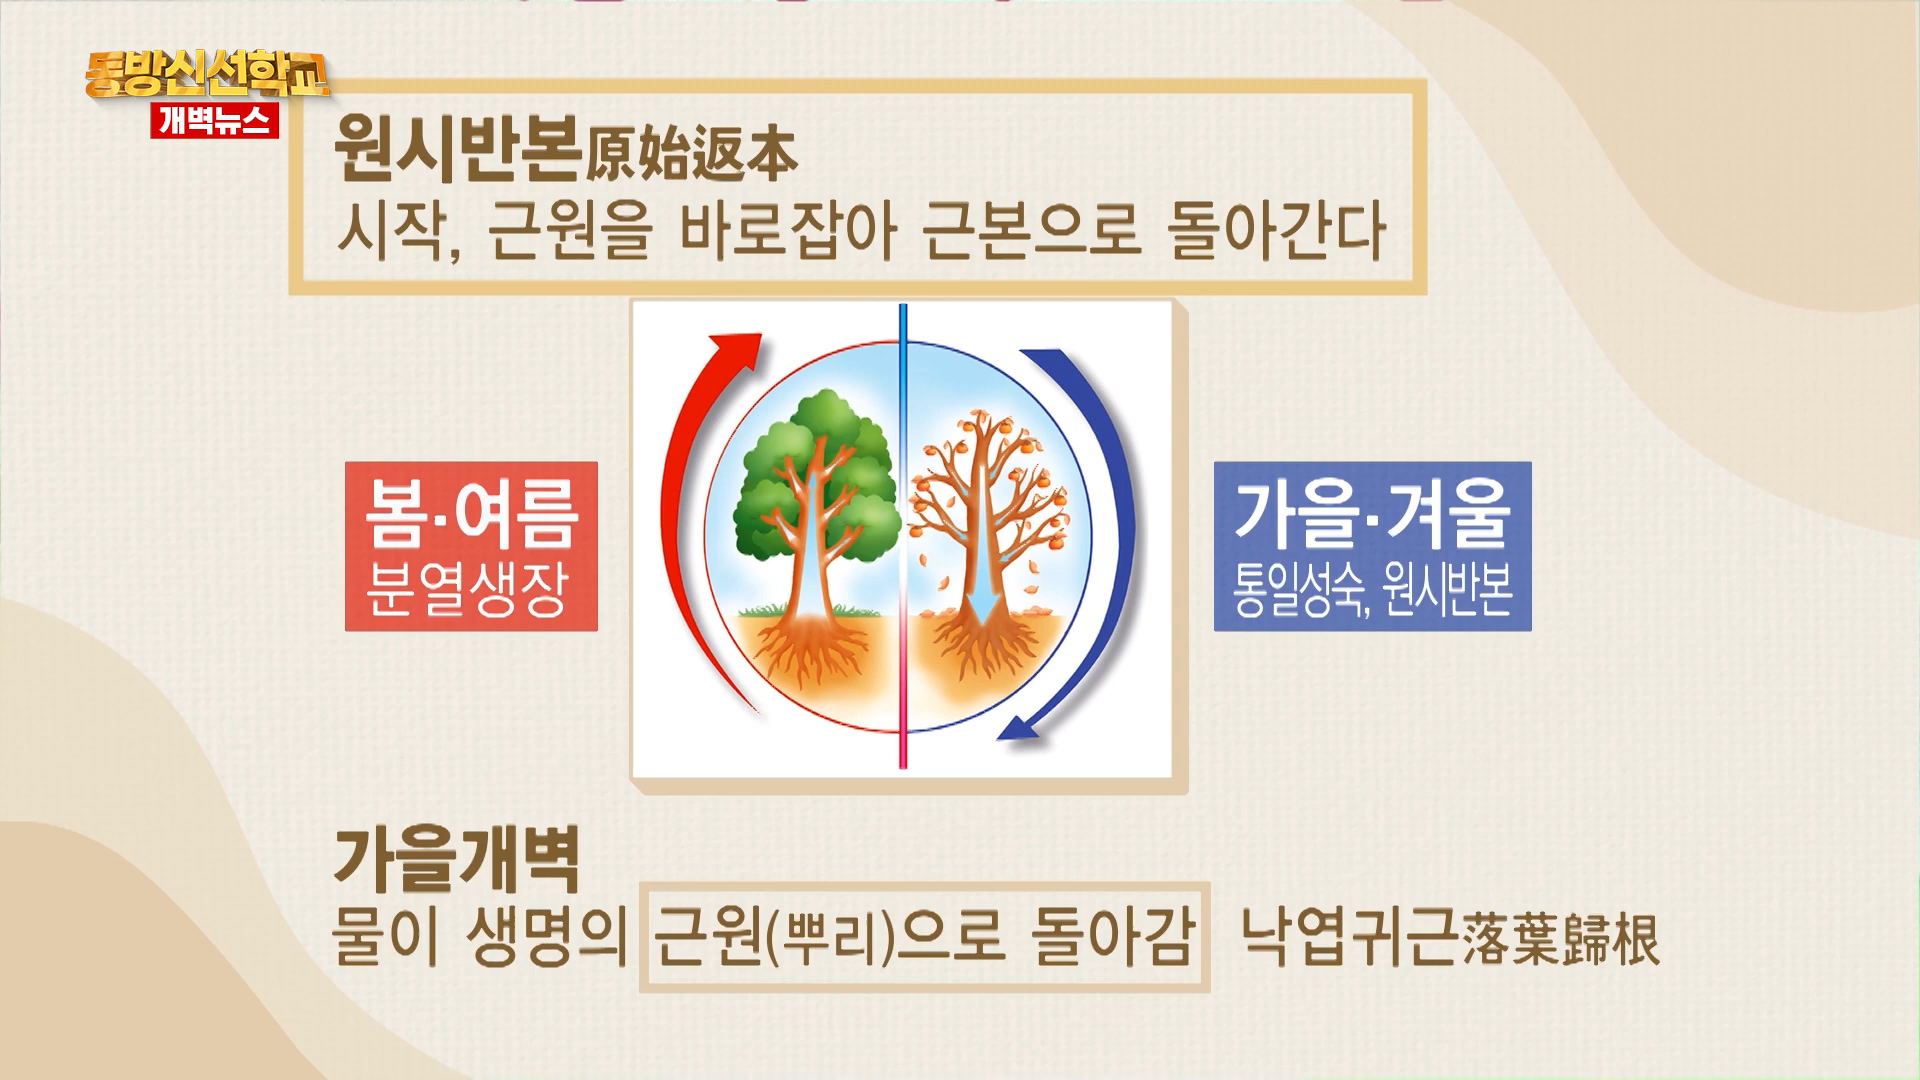 동방신선학교
개벽뉴스
원시반본原始返本
시작, 근원을 바로잡아 근본으로 돌아간다
봄·여름
분열생장
가을·겨울
통일성숙, 원시반본
가을개벽
물이 생명의 근원(뿌리)으로 돌아감 낙엽귀근落葉歸根